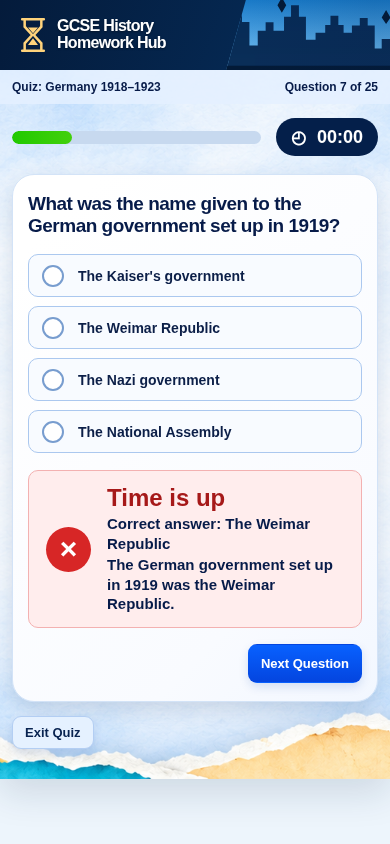 GCSE History
Homework Hub
Quiz: Germany 1918–1923
Question 7 of 25
00:00
What was the name given to the
German government set up in 1919?
The Kaiser's government
The Weimar Republic
The Nazi government
The National Assembly
Time is up
Correct answer: The Weimar
Republic
The German government set up
in 1919 was the Weimar
Republic.
Next Question
Exit Quiz